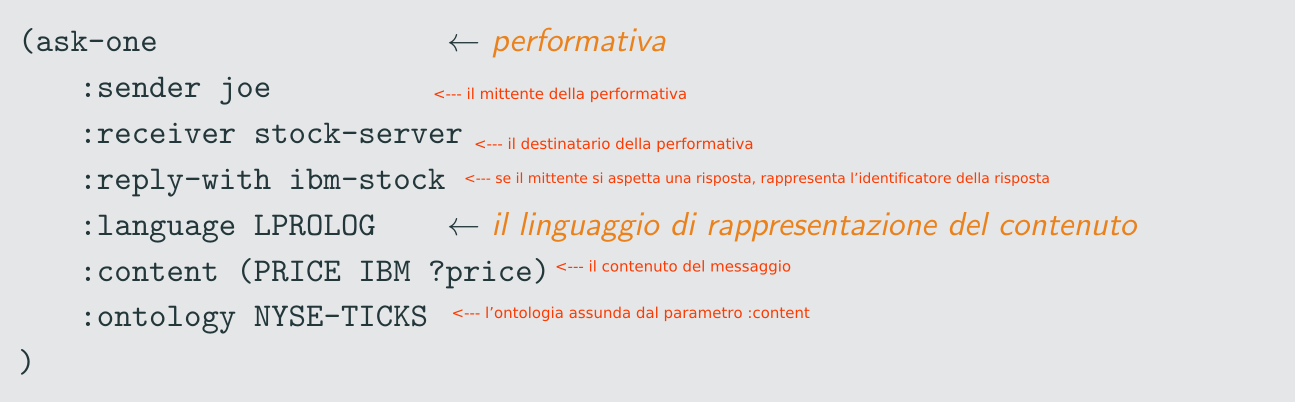 (ask-one ← performativa
:sender joe <--- il mittente della performativa
:receiver stock-server <--- il destinatario della performativa
:reply-with ibm-stock <--- se il mittente si aspetta una risposta, rappresenta l'identificatore della risposta
:language LPROLOG ← il linguaggio di rappresentazione del contenuto
:content (PRICE IBM ?price) <--- il contenuto del messaggio
:ontology NYSE-TICKS <--- l'ontologia assunda dal parametro :content
)